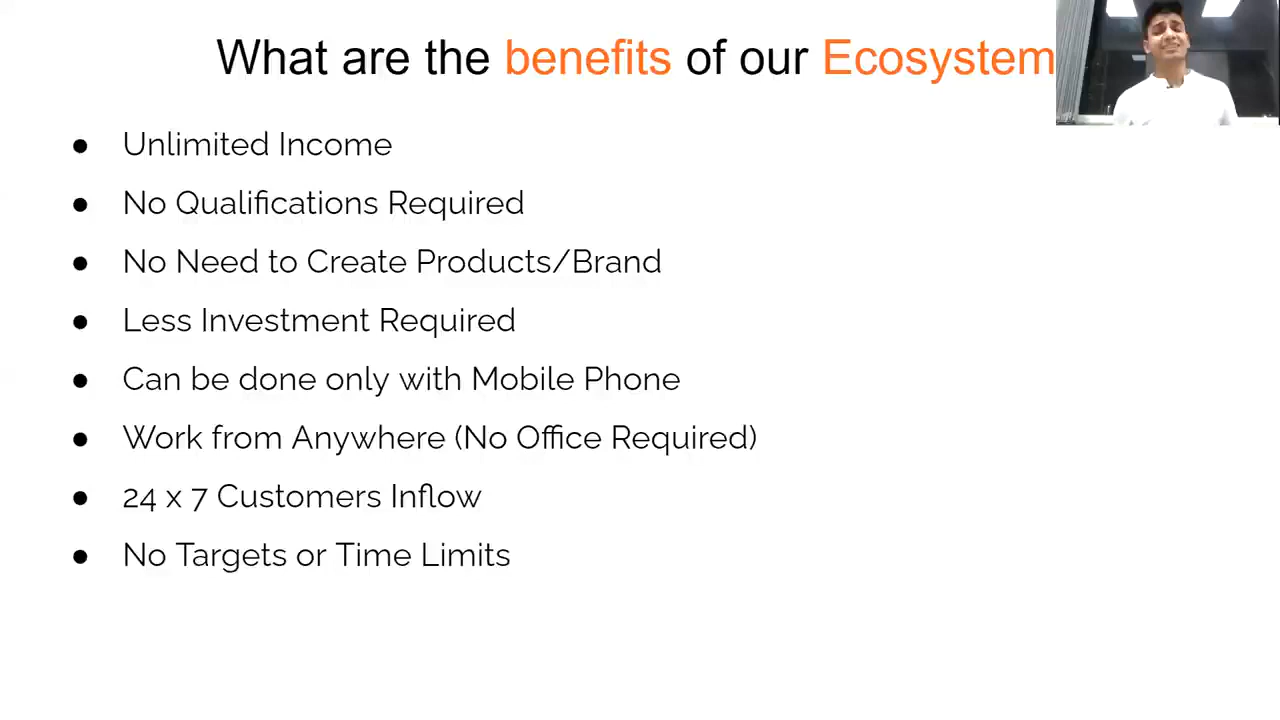 What are the benefits of our Ecosystem
● Unlimited Income
● No Qualifications Required
● No Need to Create Products/Brand
● Less Investment Required
● Can be done only with Mobile Phone
● Work from Anywhere (No Office Required)
● 24 x 7 Customers Inflow
● No Targets or Time Limits